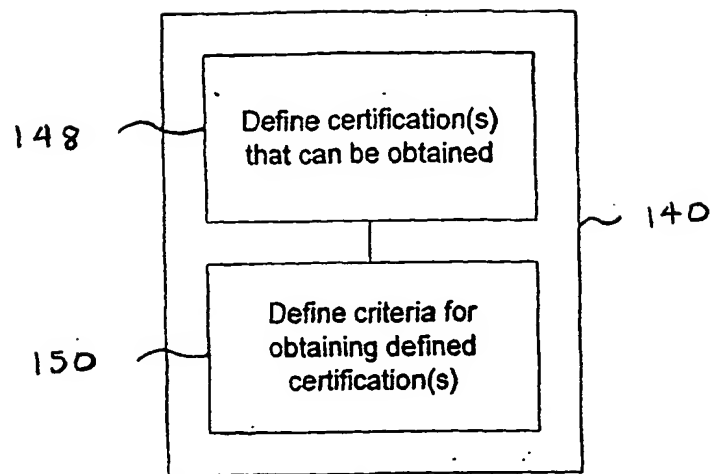 Define certification(s)
that can be obtained
148
140
Define criteria for
obtaining defined
certification(s)
150